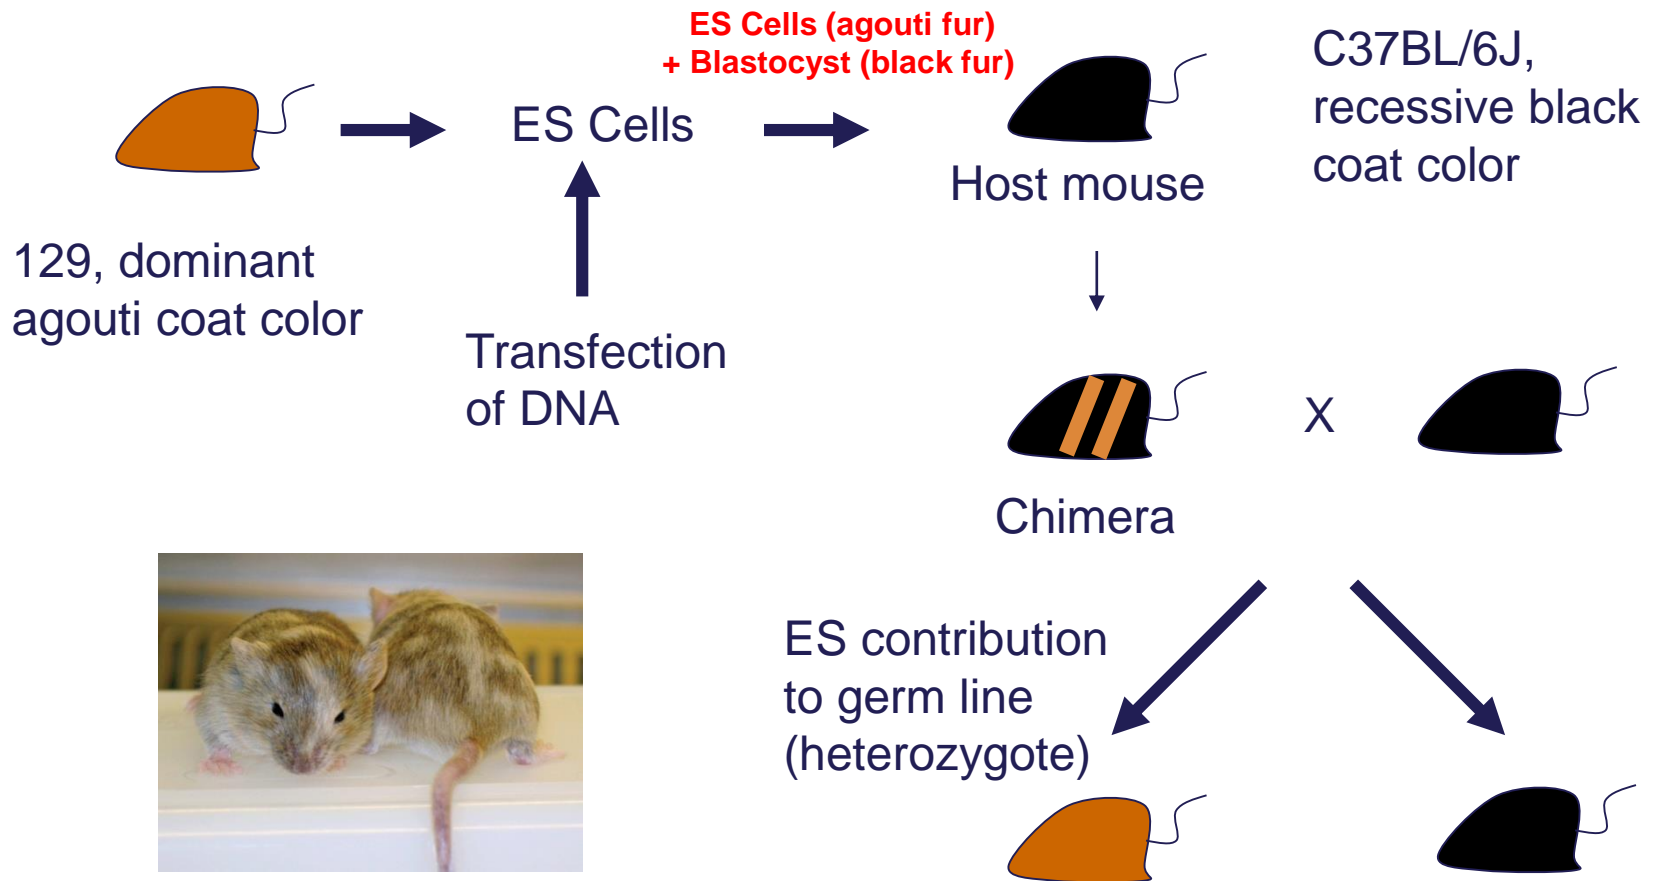 ES Cells (agouti fur)
+ Blastocyst (black fur)
C37BL/6J,
recessive black
coat color
ES Cells
Host mouse
129, dominant
agouti coat color
Transfection
of DNA
X
Chimera
ES contribution
to germ line
(heterozygote)